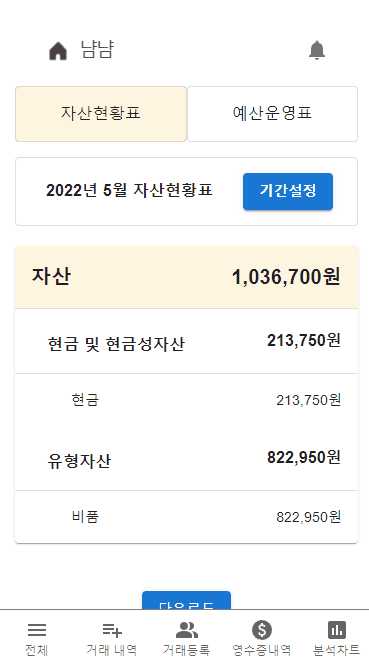 냠냠
자산현황표 예산운영표
2022년 5월 자산현황표 기간설정
자산 1,036,700원
현금 및 현금성자산 213,750원
현금 213,750원
유형자산 822,950원
비품 822,950원
다운로드
전체 거래 내역 거래등록 영수증내역 분석차트